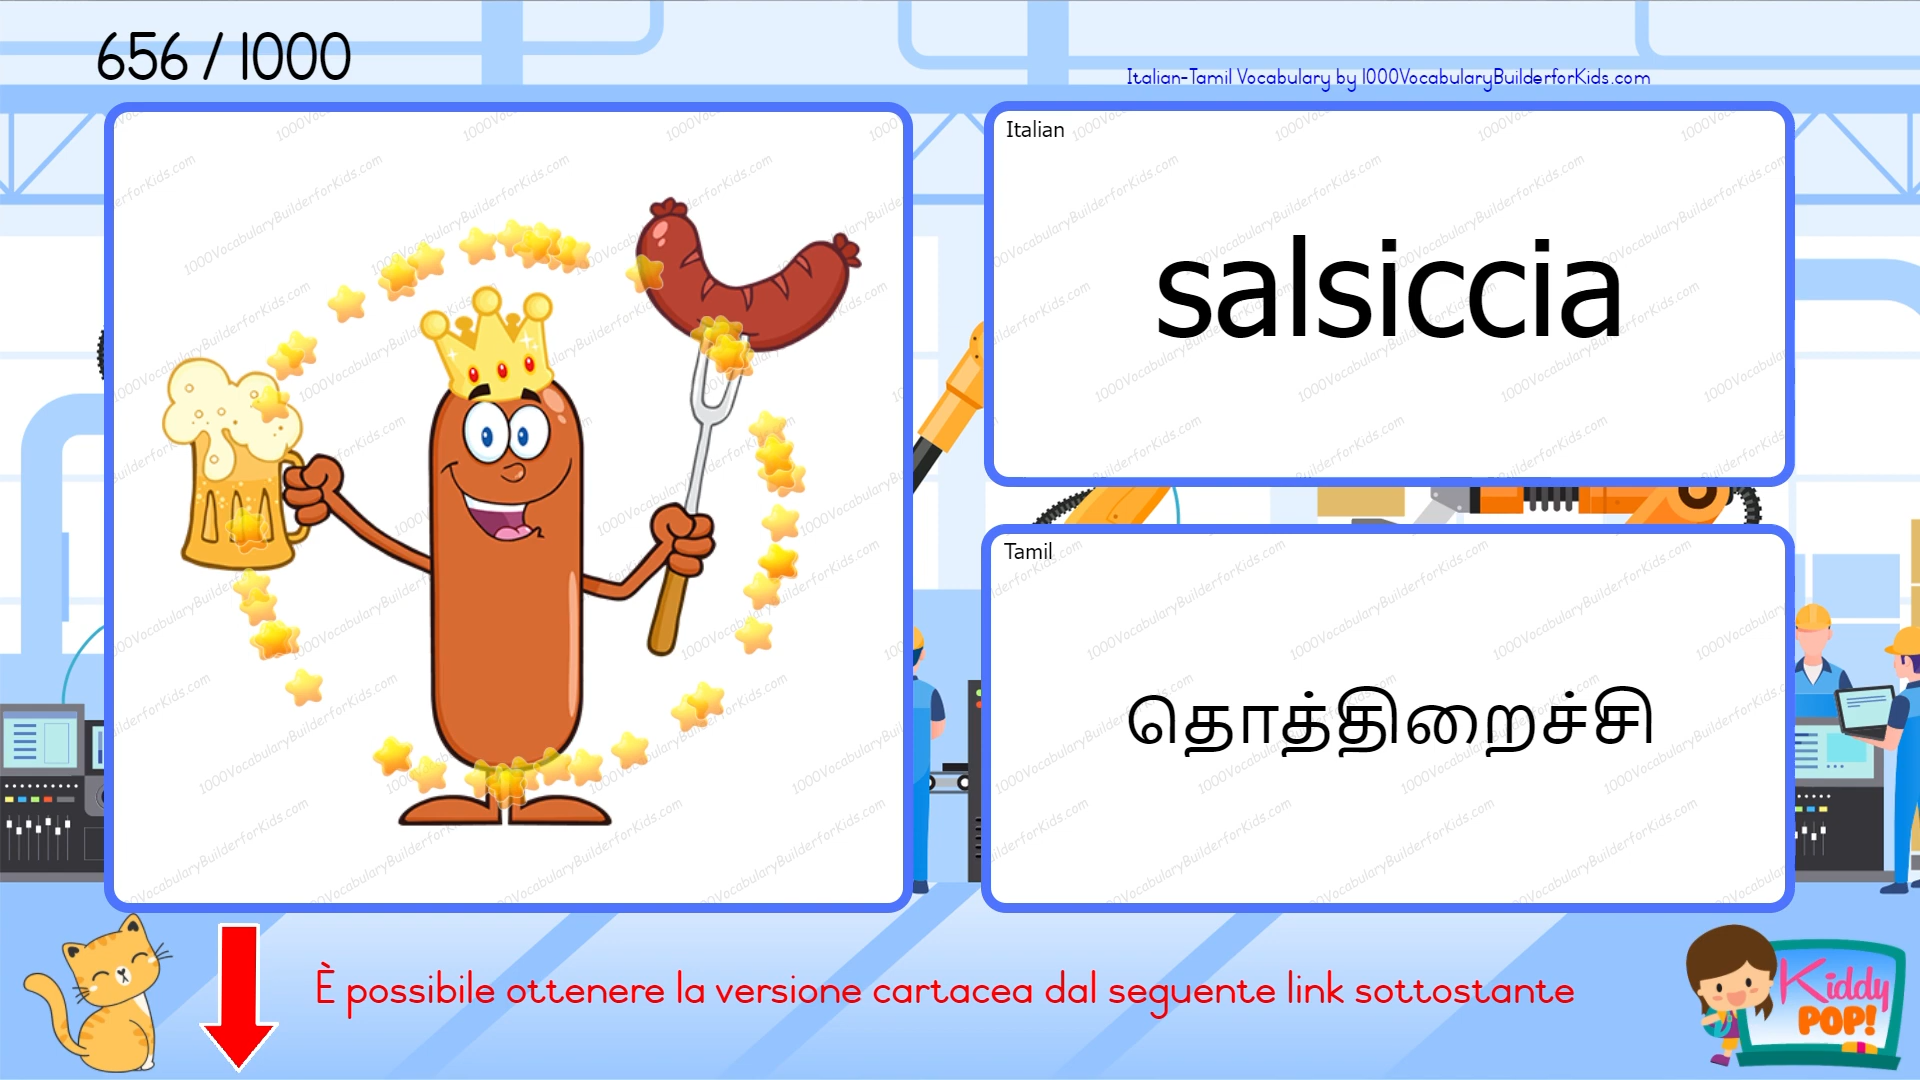 656 / 1000
Italian-Tamil Vocabulary by 1000VocabularyBuilderforKids.com
Italian
salsiccia
Tamil
தொத்திறைச்சி
È possibile ottenere la versione cartacea dal seguente link sottostante
Kiddy
POP!